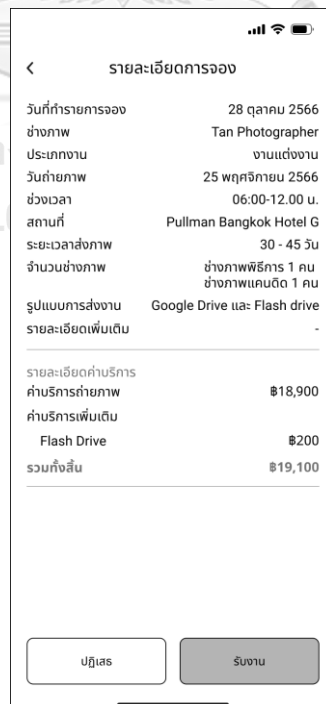 รายละเอียดการจอง
วันที่ทำรายการจอง 28 ตุลาคม 2566
ช่างภาพ Tan Photographer
ประเภทงาน งานแต่งงาน
วันถ่ายภาพ 25 พฤศจิกายน 2566
ช่วงเวลา 06:00-12.00 น.
สถานที่ Pullman Bangkok Hotel G
ระยะเวลาส่งภาพ 30 - 45 วัน
จำนวนช่างภาพ ช่างภาพพิธีการ 1 คน
ช่างภาพแคนดิด 1 คน
รูปแบบการส่งงาน Google Drive และ Flash drive
รายละเอียดเพิ่มเติม -
รายละเอียดค่าบริการ
ค่าบริการถ่ายภาพ ฿18,900
ค่าบริการเพิ่มเติม
Flash Drive ฿200
รวมทั้งสิ้น ฿19,100
ปฏิเสธ รับงาน